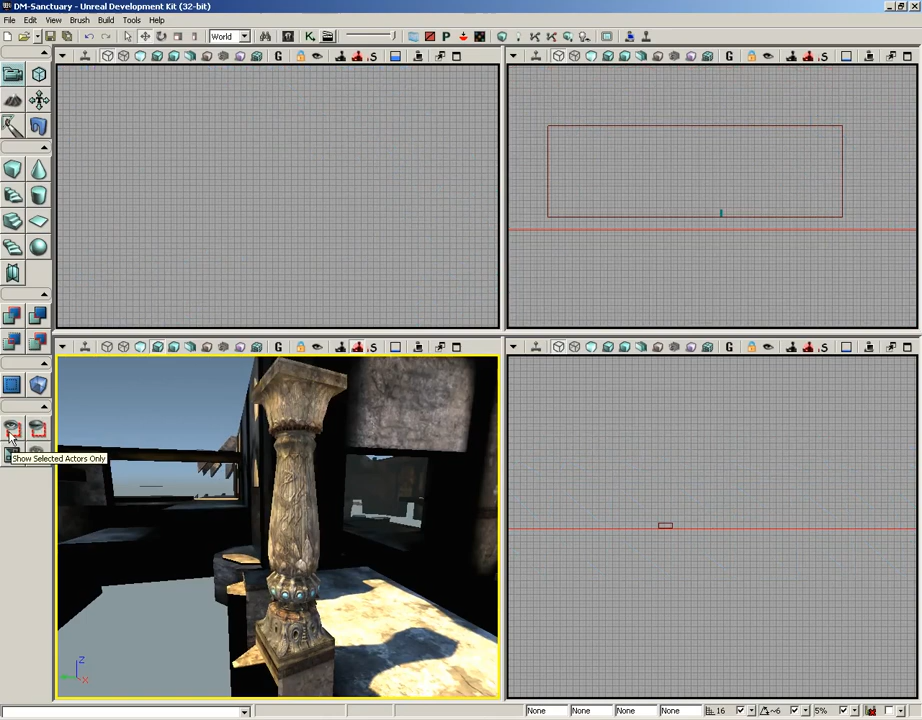 DM-Sanctuary - Unreal Development Kit (32-bit)
File Edit View Brush Build Tools Help
World
P
G
S
G
S
Show Selected Actors Only
G
S
G
S
Z
X
None
None
None
None
16
~6
5%